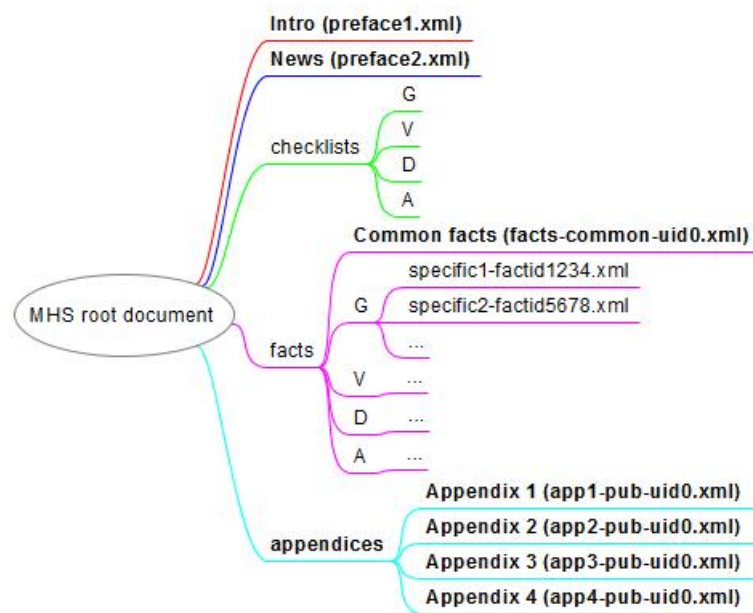 Intro (preface1.xml)
News (preface2.xml)
G
V
checklists
D
A
Common facts (facts-common-uid0.xml)
specific1-factid1234.xml
G
specific2-factid5678.xml
...
MHS root document
facts
V ...
D ...
A ...
Appendix 1 (app1-pub-uid0.xml)
Appendix 2 (app2-pub-uid0.xml)
appendices
Appendix 3 (app3-pub-uid0.xml)
Appendix 4 (app4-pub-uid0.xml)